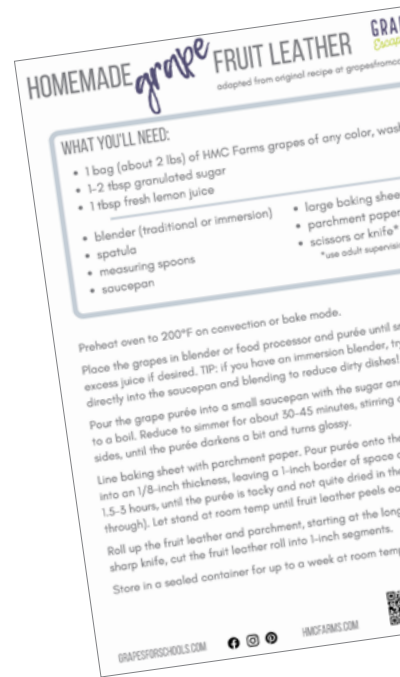 HOMEMADE grape FRUIT LEATHER
GRA
Escap
adapted from original recipe at grapesfromca
WHAT YOU'LL NEED:
• 1 bag (about 2 lbs) of HMC Farms grapes of any color, wash
• 1-2 tbsp granulated sugar
• 1 tbsp fresh lemon juice
• blender (traditional or immersion)
• spatula
• measuring spoons
• saucepan
• large baking shee
• parchment paper
• scissors or knife*
*use adult supervisi
Preheat oven to 200°F on convection or bake mode.
Place the grapes in blender or food processor and purée until sm
excess juice if desired. TIP: if you have an immersion blender, try
directly into the saucepan and blending to reduce dirty dishes!
Pour the grape purée into a small saucepan with the sugar and
to a boil. Reduce to simmer for about 30-45 minutes, stirring o
sides, until the purée darkens a bit and turns glossy.
Line baking sheet with parchment paper. Pour purée onto the
into an 1/8-inch thickness, leaving a 1-inch border of space a
1.5-3 hours, until the purée is tacky and not quite dried in the
through). Let stand at room temp until fruit leather peels ea
Roll up the fruit leather and parchment, starting at the long
sharp knife, cut the fruit leather roll into 1-inch segments.
Store in a sealed container for up to a week at room temp
GRAPESFORSCHOOLS.COM
HMCFARMS.COM